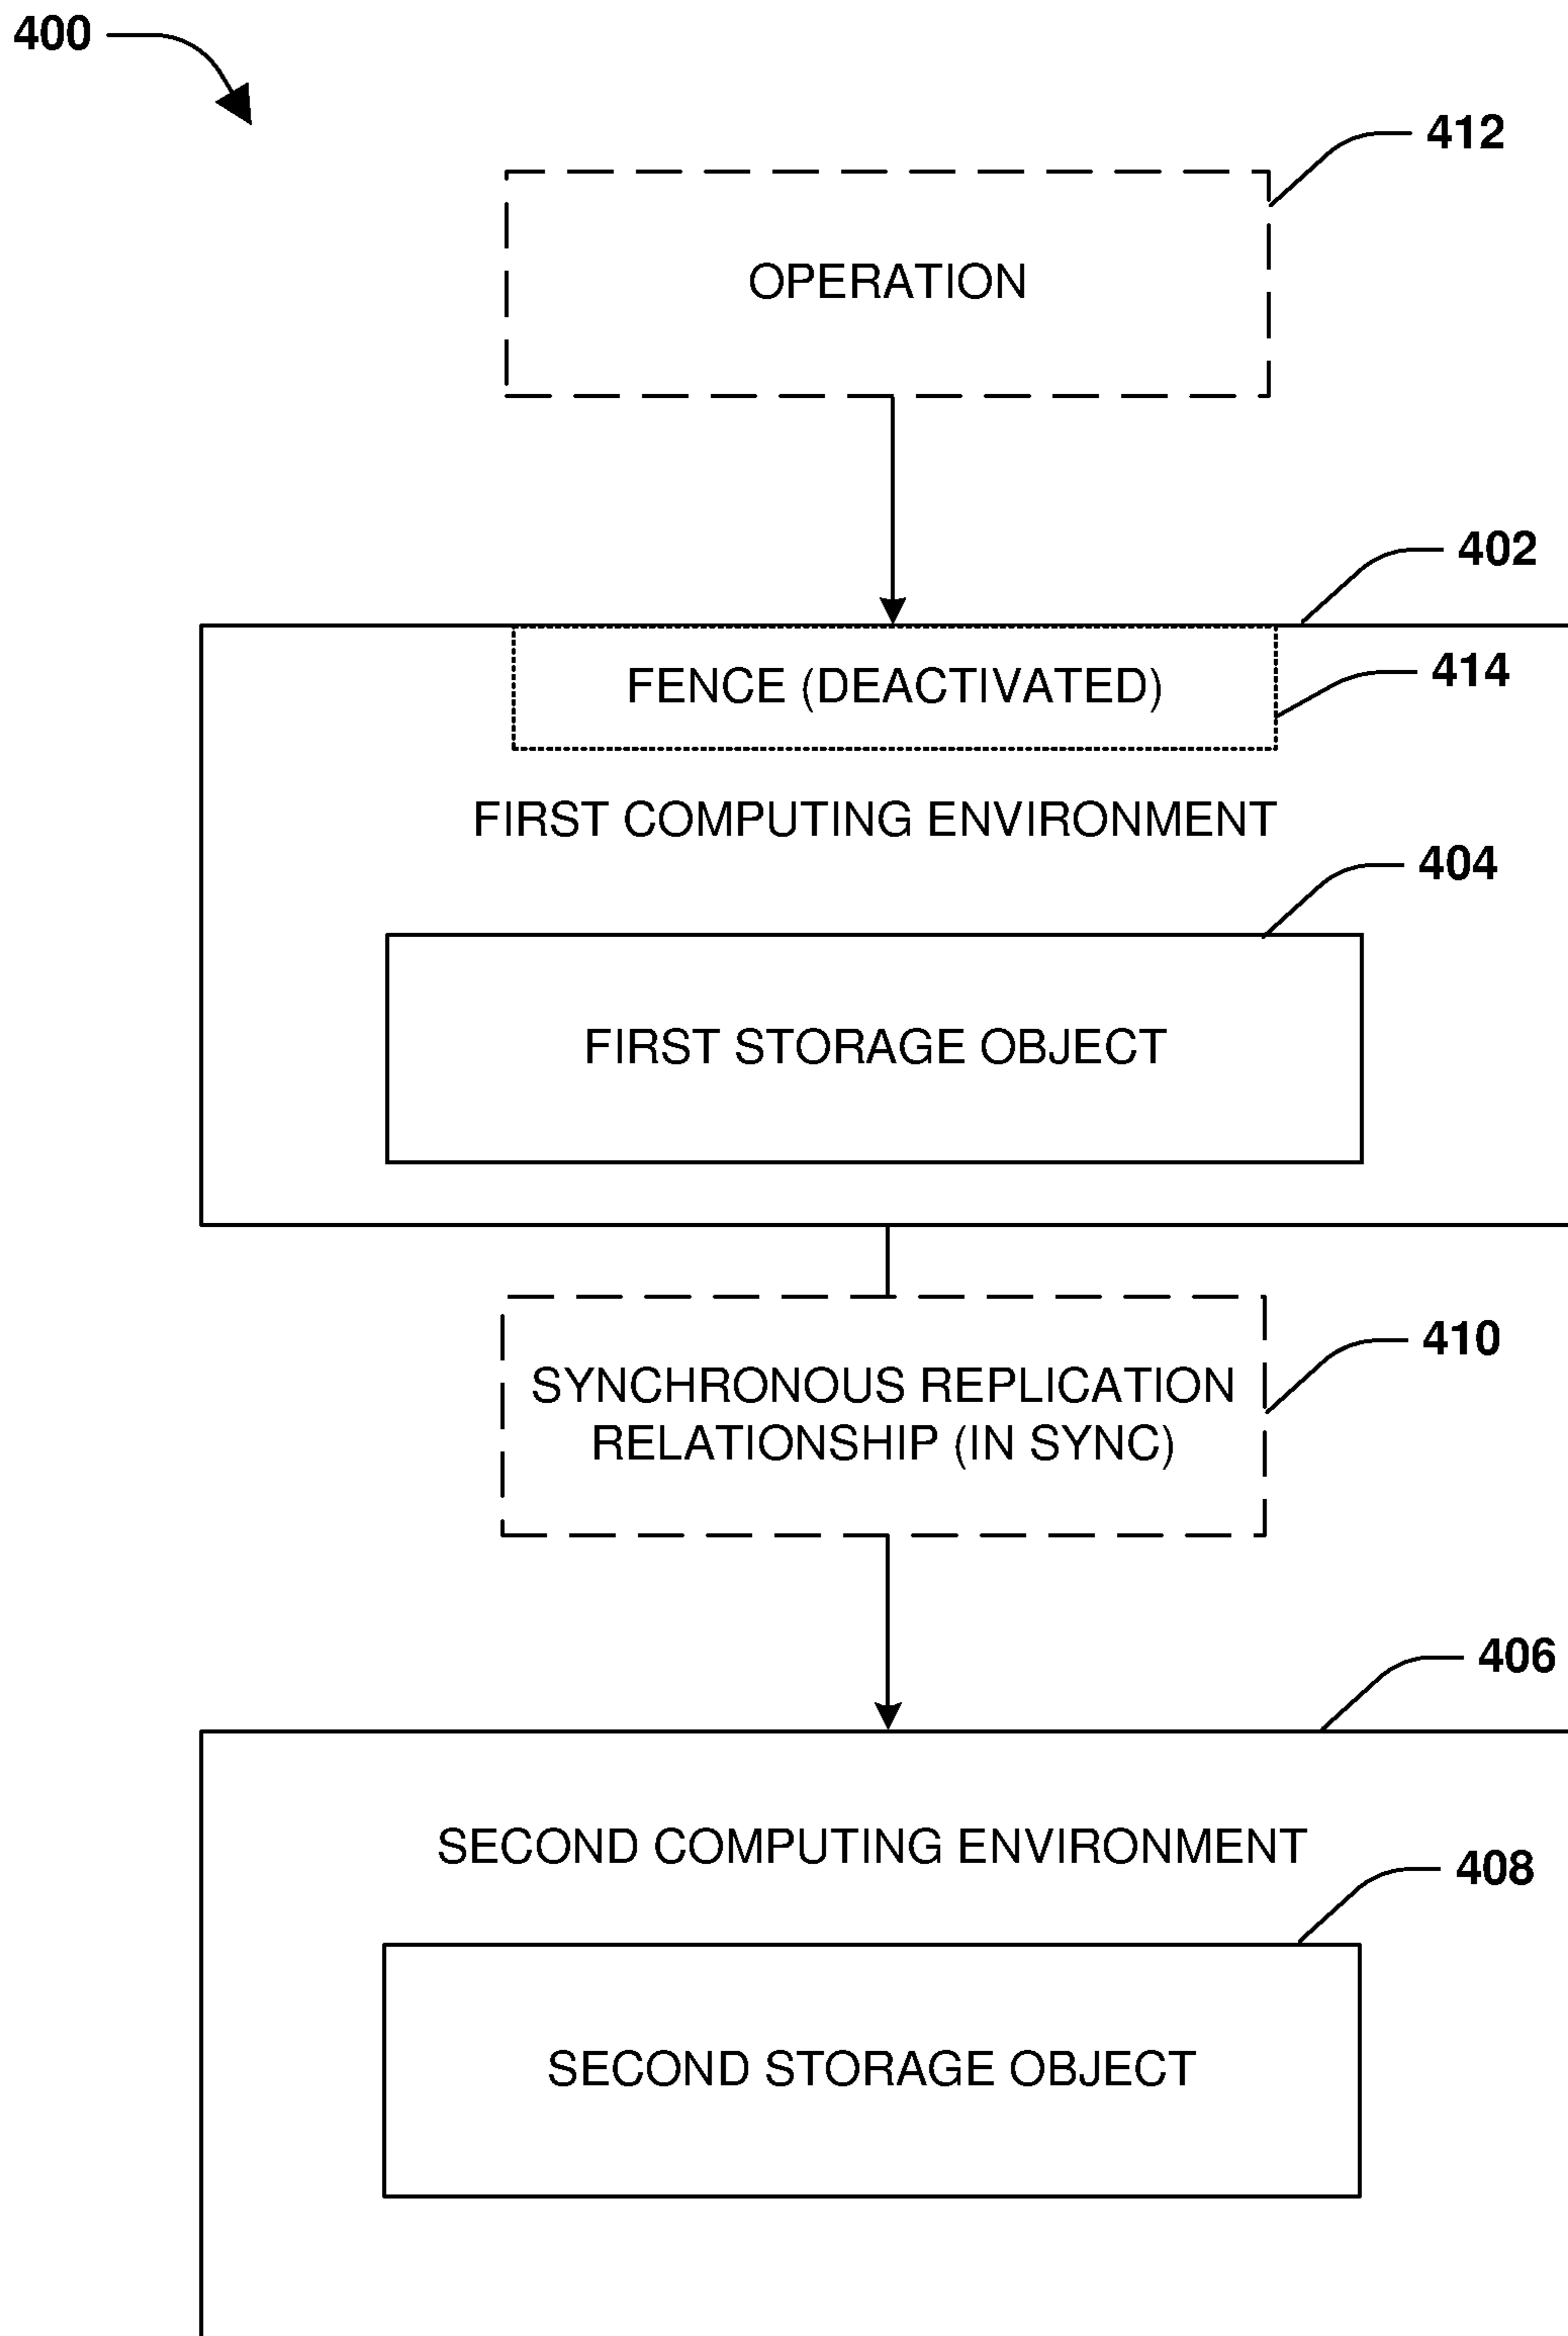 400
412
OPERATION
402
FENCE (DEACTIVATED)
414
FIRST COMPUTING ENVIRONMENT
404
FIRST STORAGE OBJECT
410
SYNCHRONOUS REPLICATION
RELATIONSHIP (IN SYNC)
406
SECOND COMPUTING ENVIRONMENT
408
SECOND STORAGE OBJECT